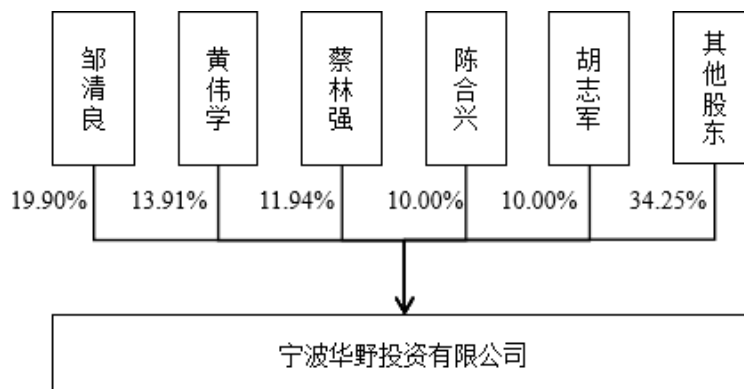 邹清良
黄伟学
蔡林强
陈合兴
胡志军
其他股东
19.90%
13.91%
11.94%
10.00%
10.00%
34.25%
宁波华野投资有限公司